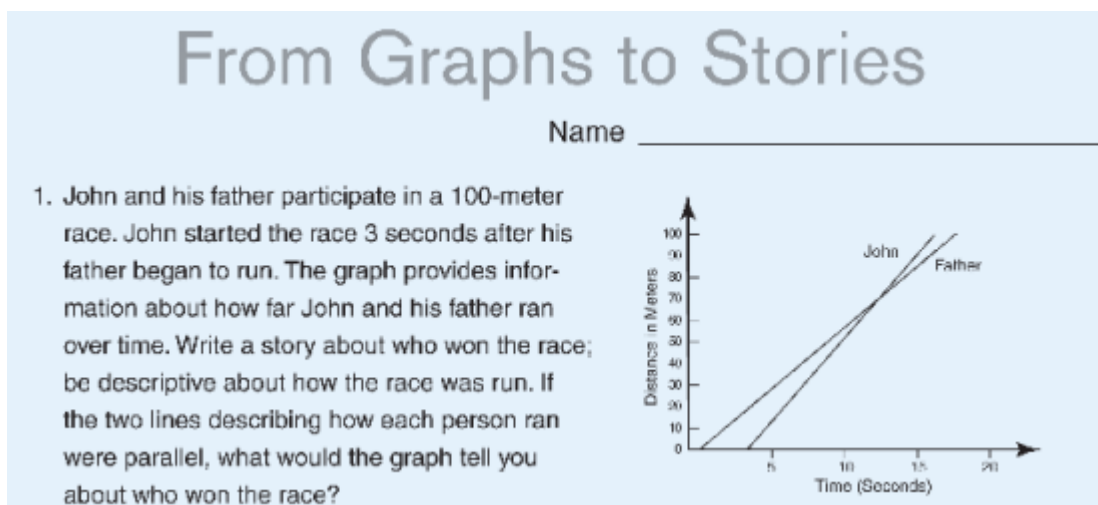 From Graphs to Stories
Name
1. John and his father participate in a 100-meter
race. John started the race 3 seconds after his
father began to run. The graph provides infor-
mation about how far John and his father ran
over time. Write a story about who won the race;
be descriptive about how the race was run. If
the two lines describing how each person ran
were parallel, what would the graph tell you
about who won the race?
Distance in Meters
100
90
80
70
60
50
40
30
20
10
0
John
Father
5 10 15 20
Time (Seconds)